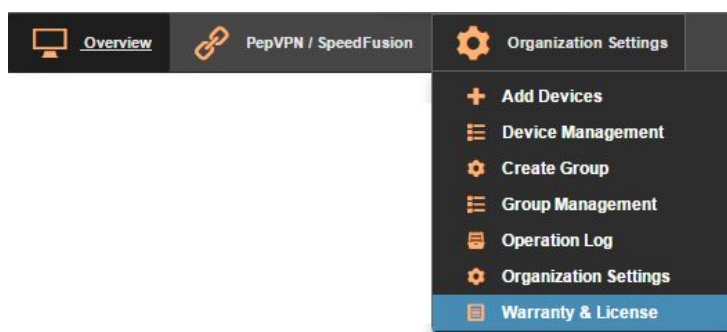 Overview
PepVPN / SpeedFusion
Organization Settings
Add Devices
Device Management
Create Group
Group Management
Operation Log
Organization Settings
Warranty & License